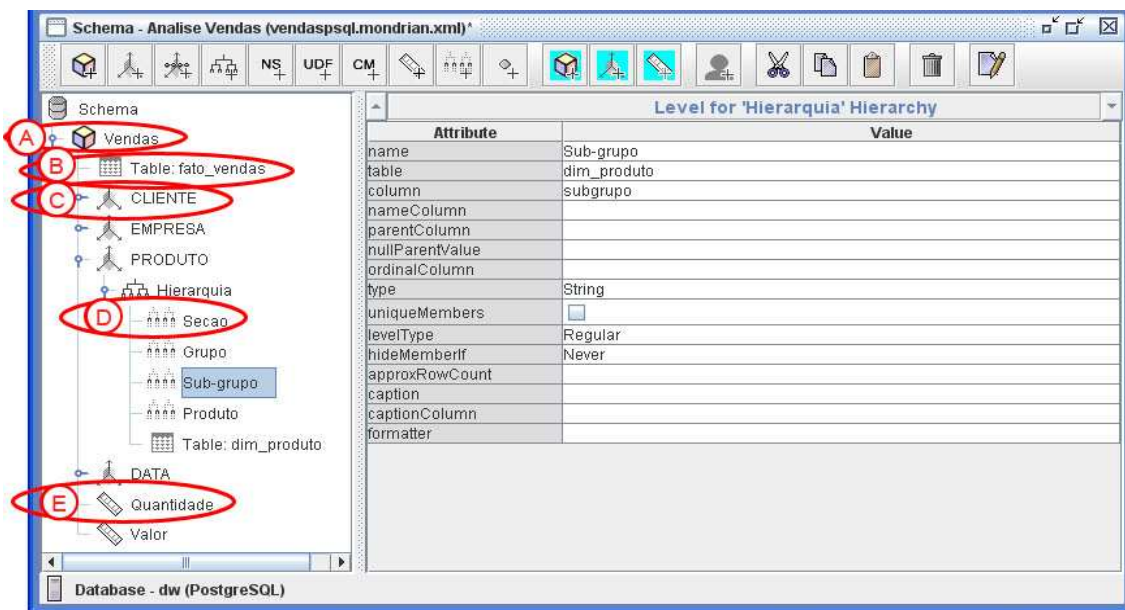 Schema - Analise Vendas (vendaspsql.mondrian.xml)*
NS UDF CM
Schema
A Vendas
B Table: fato_vendas
C CLIENTE
EMPRESA
PRODUTO
Hierarquia
D Secao
Grupo
Sub-grupo
Produto
Table: dim_produto
DATA
E Quantidade
Valor
Level for 'Hierarquia' Hierarchy
Attribute Value
name Sub-grupo
table dim_produto
column subgrupo
nameColumn
parentColumn
nullParentValue
ordinalColumn
type String
uniqueMembers
levelType Regular
hideMemberIf Never
approxRowCount
caption
captionColumn
formatter
Database - dw (PostgreSQL)